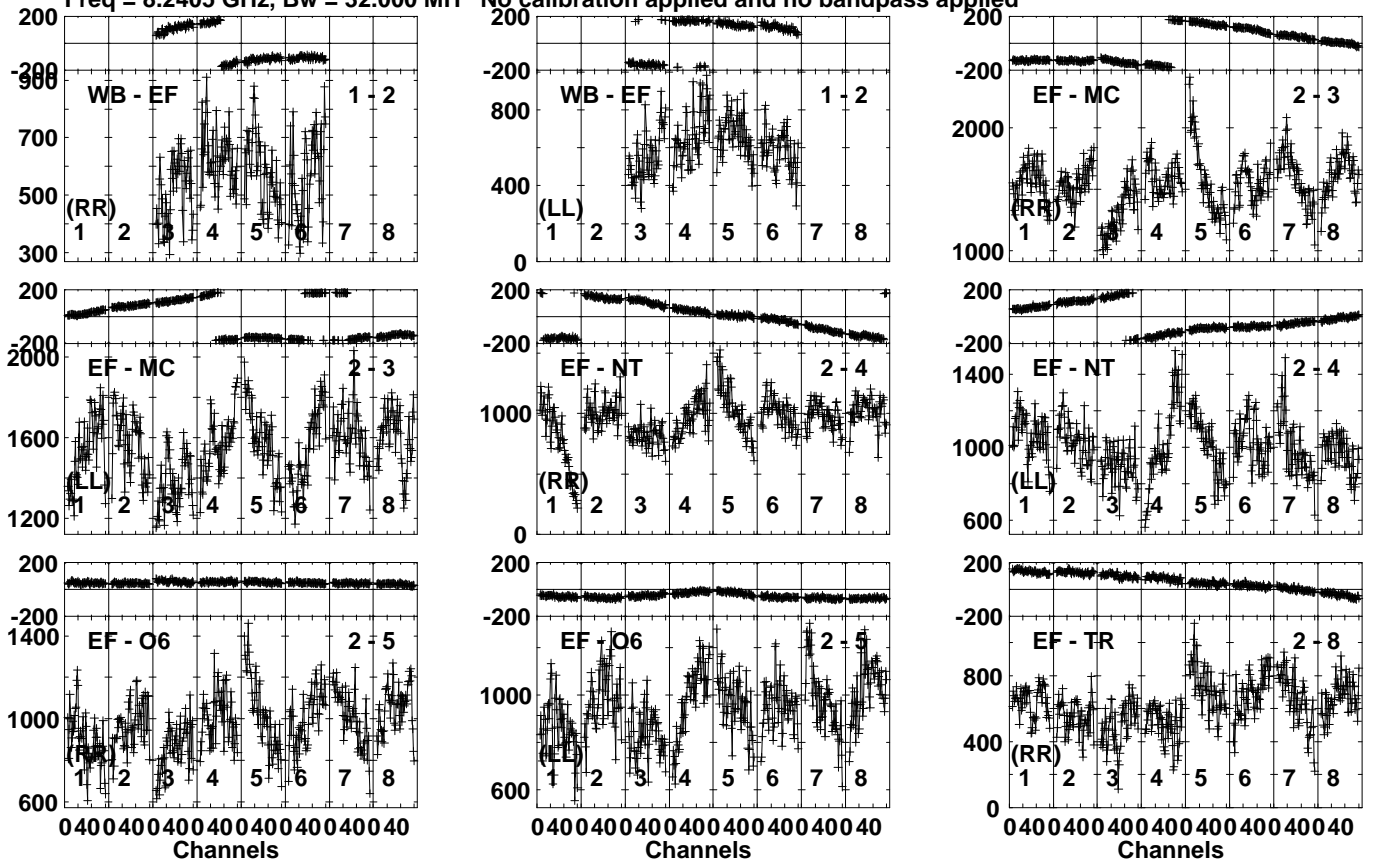 Freq = 8.2405 GHz, Bw = 32.000 MH No calibration applied and no bandpass applied
200 200 200
-200 -200 -200
900 WB - EF 1 - 2 WB - EF 1 - 2 EF - MC 2 - 3
800 2000
700
500 400
(RR) (LL) (RR)
1 2 3 4 5 6 7 8 1 2 3 4 5 6 7 8 1 2 3 4 5 6 7 8
300 0 1000
200 200 200
-200 -200 -200
2000 EF - MC 2 - 3 EF - NT 2 - 4 EF - NT 2 - 4
1400
1000
1600 1000
(LL) (RR) (LL)
1 2 3 4 5 6 7 8 1 2 3 4 5 6 7 8 1 2 3 4 5 6 7 8
1200 0 600
200 200 200
-200 -200 -200
1400 EF - O6 2 - 5 EF - O6 2 - 5 EF - TR 2 - 8
800
1000 1000
400
(RR) (LL) (RR)
1 2 3 4 5 6 7 8 1 2 3 4 5 6 7 8 1 2 3 4 5 6 7 8
600 600 0
0 40 0 40 0 40 0 40 0 40 0 40 0 40 0 40 0 40 0 40 0 40 0 40 0 40 0 40 0 40 0 40 0 40 0 40 0 40 0 40 0 40 0 40 0 40 0 40
Channels Channels Channels